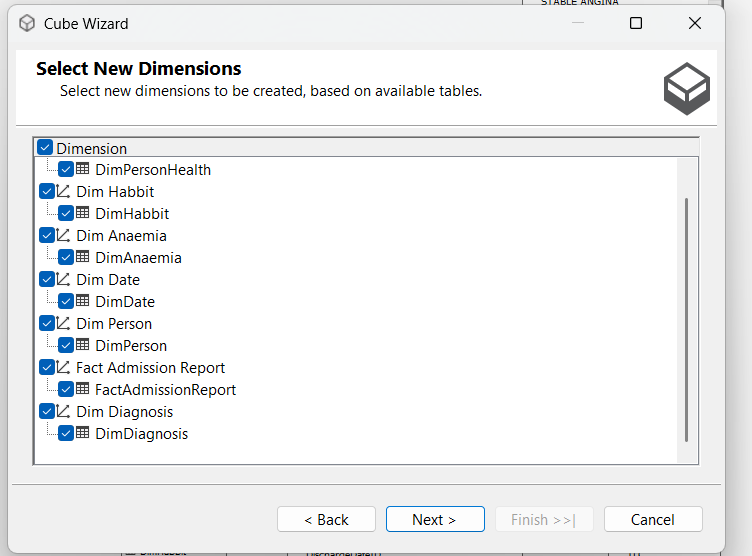 STABLE ANGINA
Cube Wizard
Select New Dimensions
Select new dimensions to be created, based on available tables.
Dimension
DimPersonHealth
Dim Habbit
DimHabbit
Dim Anaemia
DimAnaemia
Dim Date
DimDate
Dim Person
DimPerson
Fact Admission Report
FactAdmissionReport
Dim Diagnosis
DimDiagnosis
< Back
Next >
Finish >>|
Cancel
DimHabbit